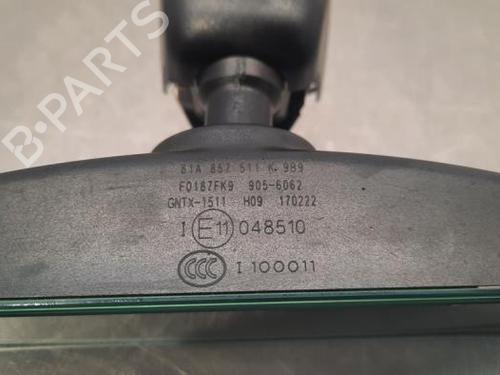 B-PARTS
81A 857 511 K 9B9
F0187FK9 905-6062
GNTX-1511 H09 170222
I E11 048510
CCC I 100011